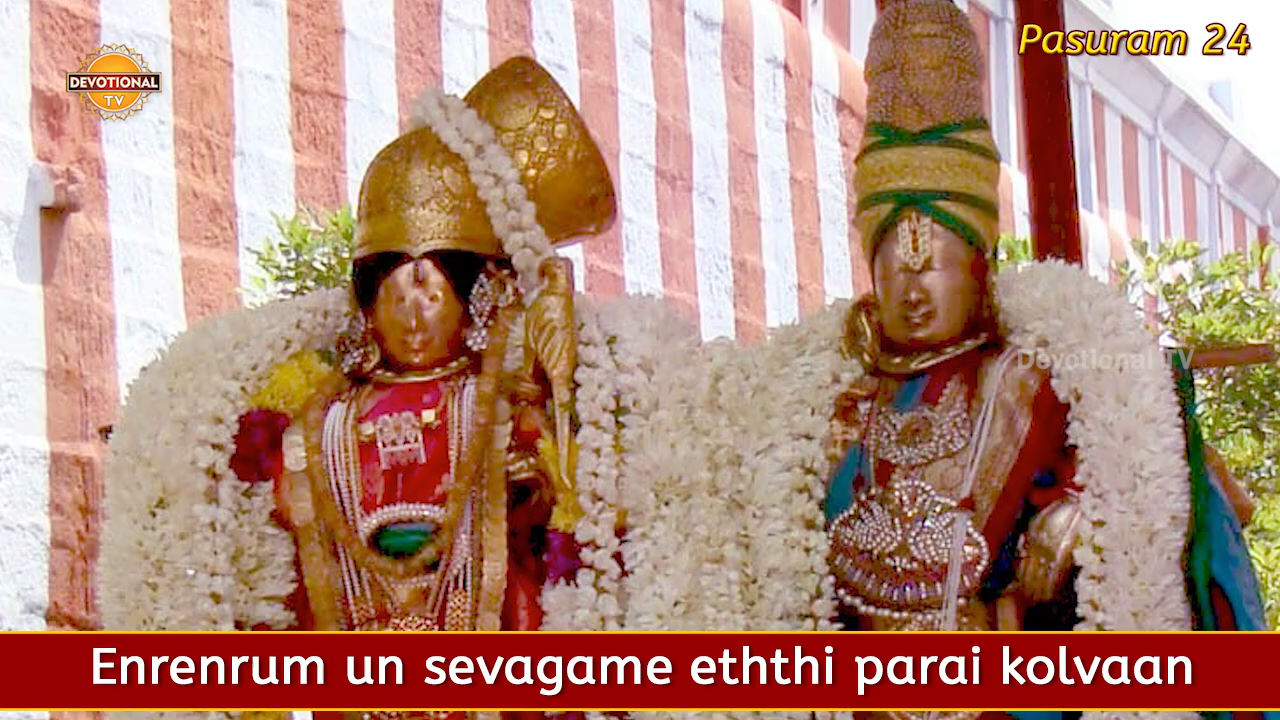 Pasuram 24
DEVOTIONAL
TV
Devotional TV
Enrenrum un sevagame eththi parai kolvaan